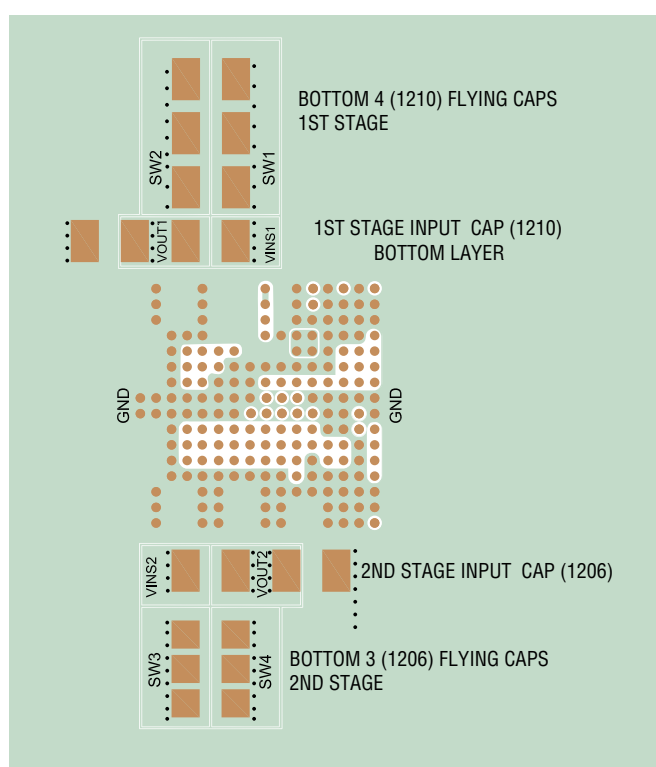 BOTTOM 4 (1210) FLYING CAPS
1ST STAGE
SW2
SW1
1ST STAGE INPUT CAP (1210)
BOTTOM LAYER
VOUT1
VINS1
GND
GND
VINS2
VOUT2
2ND STAGE INPUT CAP (1206)
SW3
SW4
BOTTOM 3 (1206) FLYING CAPS
2ND STAGE